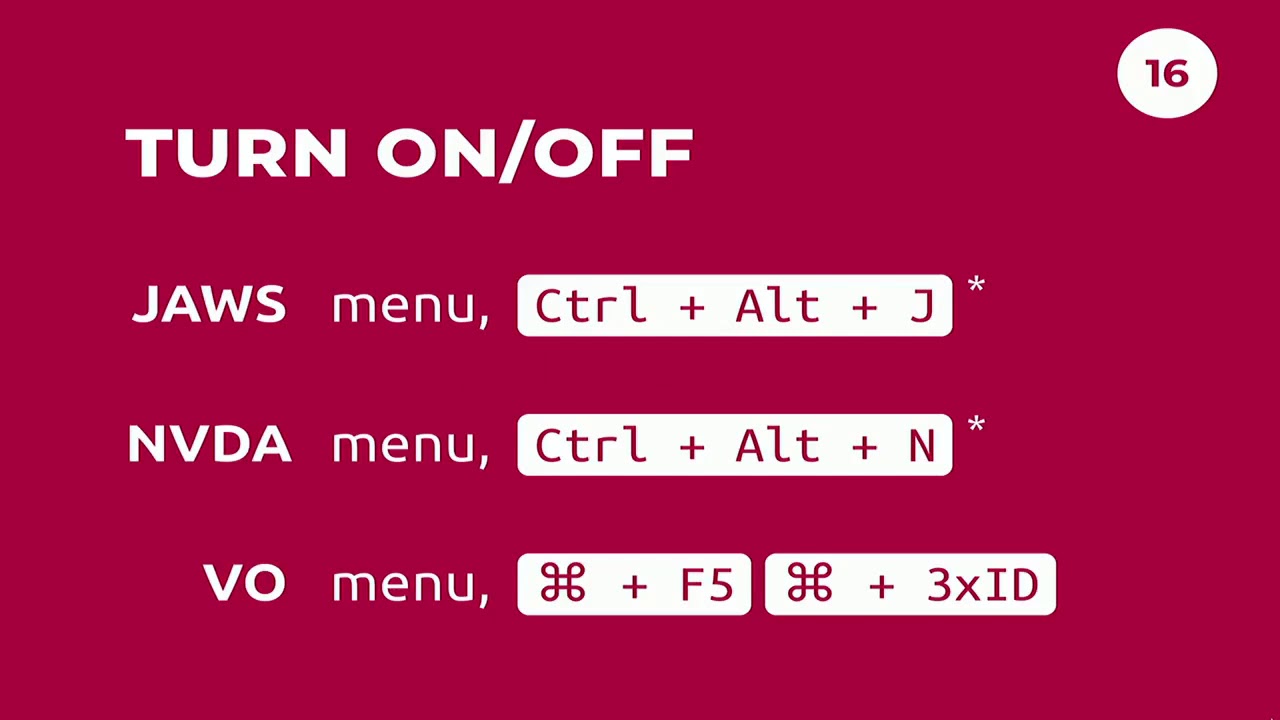 16
TURN ON/OFF
JAWS menu, Ctrl + Alt + J *
NVDA menu, Ctrl + Alt + N *
VO menu, ⌘ + F5 ⌘ + 3xID